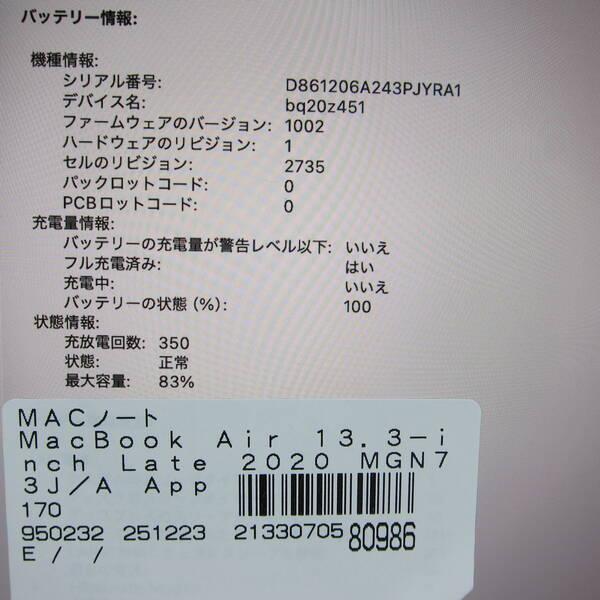 バッテリー情報:
機種情報:
シリアル番号: D861206A243PJYRA1
デバイス名: bq20z451
ファームウェアのバージョン: 1002
ハードウェアのリビジョン: 1
セルのリビジョン: 2735
パックロットコード: 0
PCBロットコード: 0
充電量情報:
バッテリーの充電量が警告レベル以下: いいえ
フル充電済み: はい
充電中: いいえ
バッテリーの状態 (%): 100
状態情報:
充放電回数: 350
状態: 正常
最大容量: 83%
MACノート
MacBook Air 13.3-i
nch Late 2020 MGN7
3J/A App
170
950232 251223 21330705 80986
E / /